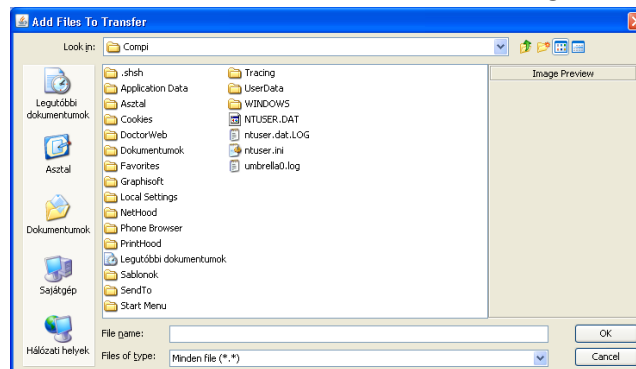 Add Files To Transfer
Look in:
Compi
Legutóbbi
dokumentumok
Asztal
Dokumentumok
Sajátgép
Hálózati helyek
.shsh
Application Data
Asztal
Cookies
DoctorWeb
Dokumentumok
Favorites
Graphisoft
Local Settings
NetHood
Phone Browser
PrintHood
Legutóbbi dokumentumok
Sablonok
SendTo
Start Menu
Tracing
UserData
WINDOWS
NTUSER.DAT
ntuser.dat.LOG
ntuser.ini
umbrella0.log
Image Preview
File name:
OK
Files of type:
Minden file (*.*)
Cancel